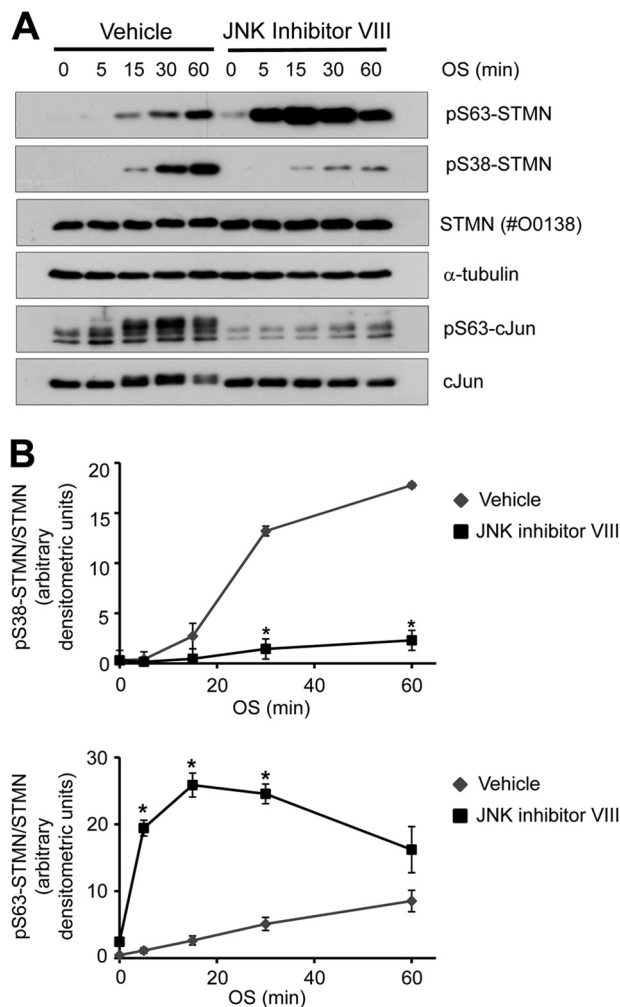 A
Vehicle JNK Inhibitor VIII
0 5 15 30 60 0 5 15 30 60 OS (min)
pS63-STMN
pS38-STMN
STMN (#O0138)
α-tubulin
pS63-cJun
cJun
B
pS38-STMN/STMN
(arbitrary
densitometric units)
20
15
10
5
0
* *
0 20 40 60
OS (min)
Vehicle
JNK inhibitor VIII
pS63-STMN/STMN
(arbitrary
densitometric units)
30
20
10
0
* * *
0 20 40 60
OS (min)
Vehicle
JNK inhibitor VIII